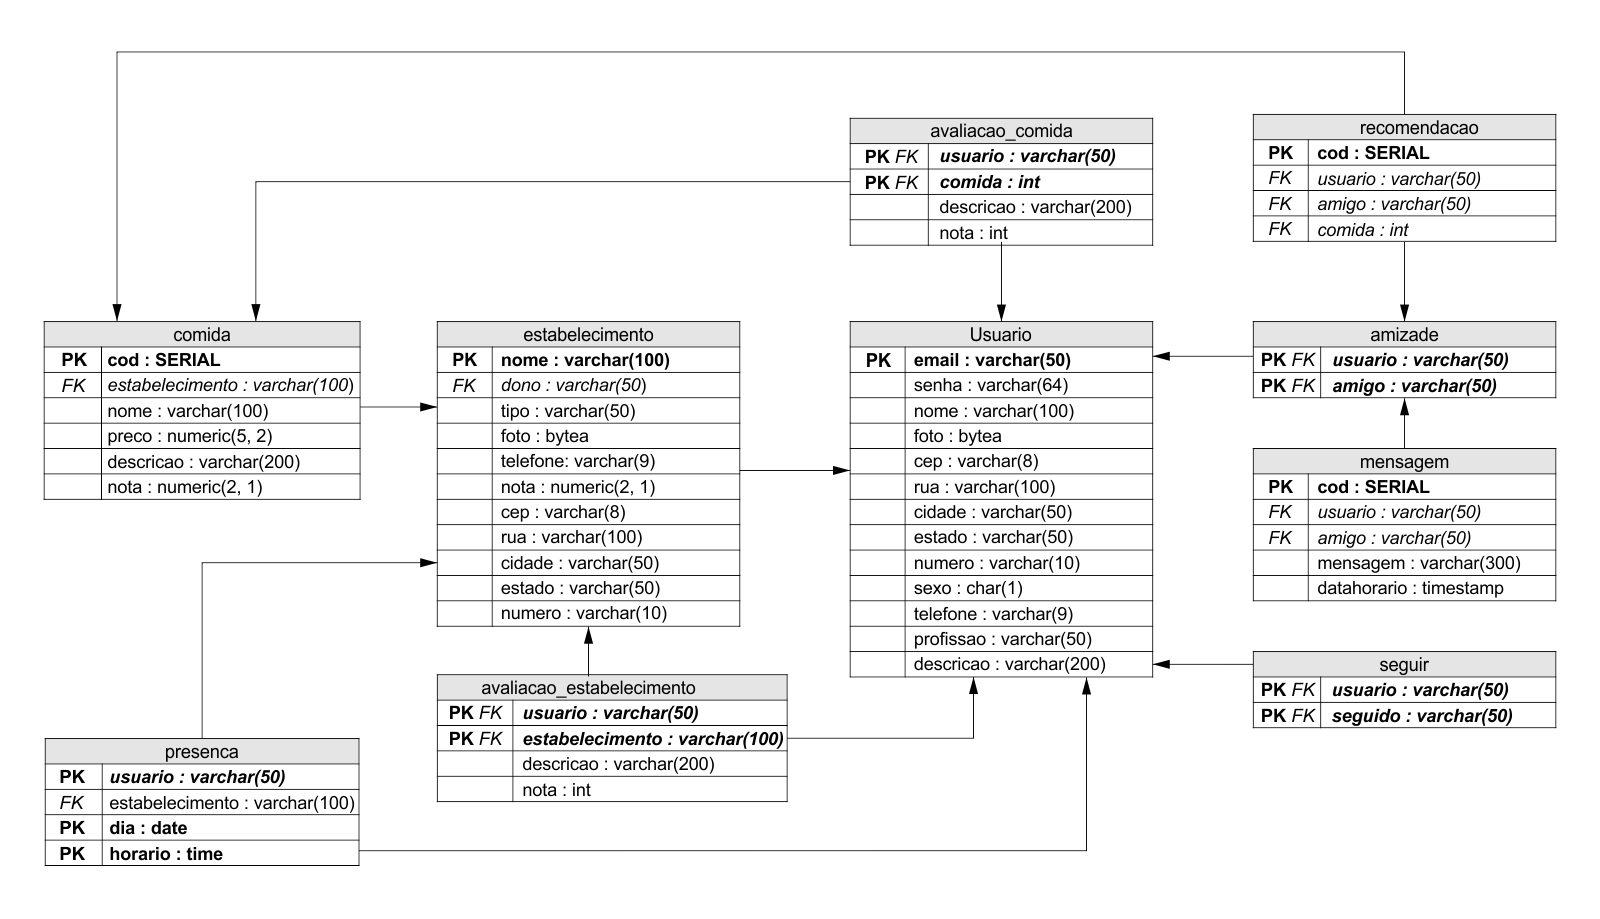 avaliacao_comida
PK FK usuario : varchar(50)
PK FK comida : int
descricao : varchar(200)
nota : int
recomendacao
PK cod : SERIAL
FK usuario : varchar(50)
FK amigo : varchar(50)
FK comida : int
comida
PK cod : SERIAL
FK estabelecimento : varchar(100)
nome : varchar(100)
preco : numeric(5, 2)
descricao : varchar(200)
nota : numeric(2, 1)
estabelecimento
PK nome : varchar(100)
FK dono : varchar(50)
tipo : varchar(50)
foto : bytea
telefone: varchar(9)
nota : numeric(2, 1)
cep : varchar(8)
rua : varchar(100)
cidade : varchar(50)
estado : varchar(50)
numero : varchar(10)
Usuario
PK email : varchar(50)
senha : varchar(64)
nome : varchar(100)
foto : bytea
cep : varchar(8)
rua : varchar(100)
cidade : varchar(50)
estado : varchar(50)
numero : varchar(10)
sexo : char(1)
telefone : varchar(9)
profissao : varchar(50)
descricao : varchar(200)
amizade
PK FK usuario : varchar(50)
PK FK amigo : varchar(50)
mensagem
PK cod : SERIAL
FK usuario : varchar(50)
FK amigo : varchar(50)
mensagem : varchar(300)
datahorario : timestamp
seguir
PK FK usuario : varchar(50)
PK FK seguido : varchar(50)
avaliacao_estabelecimento
PK FK usuario : varchar(50)
PK FK estabelecimento : varchar(100)
descricao : varchar(200)
nota : int
presenca
PK usuario : varchar(50)
FK estabelecimento : varchar(100)
PK dia : date
PK horario : time